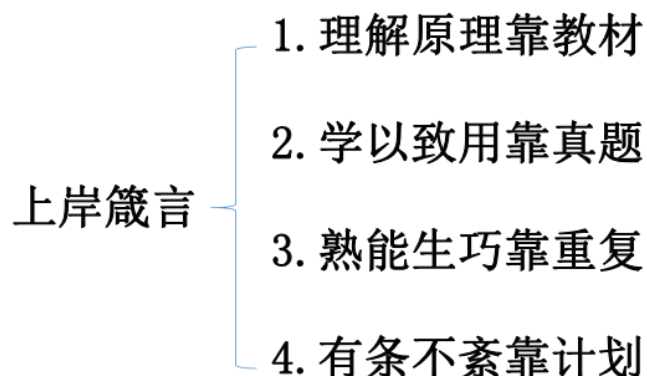 上岸箴言
1. 理解原理靠教材
2. 学以致用靠真题
3. 熟能生巧靠重复
4. 有条不紊靠计划